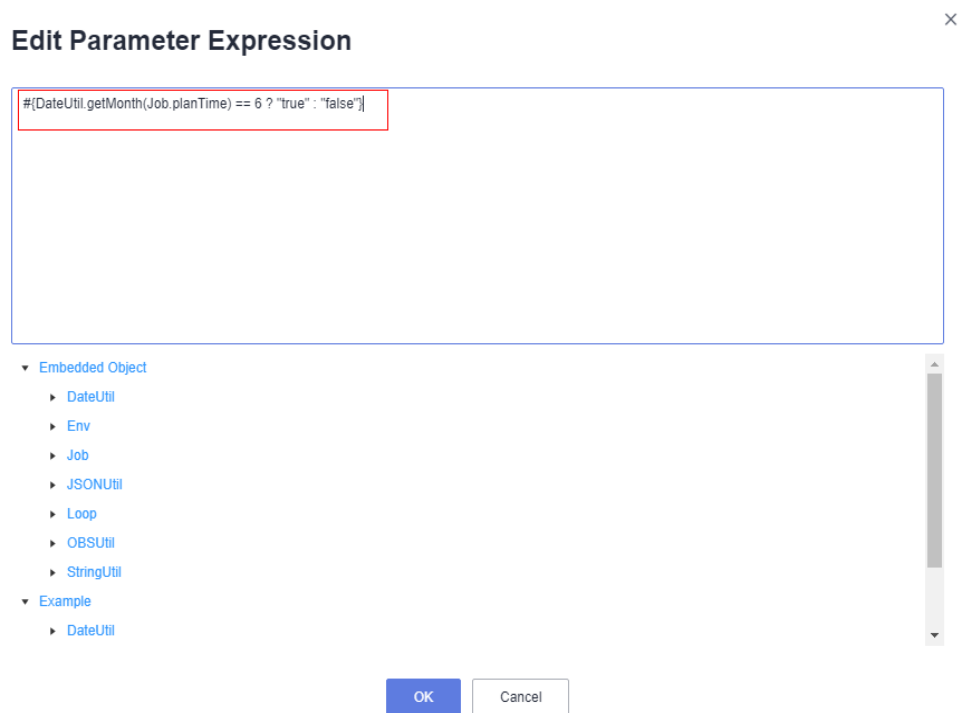 Edit Parameter Expression
#{DateUtil.getMonth(Job.planTime) == 6 ? "true" : "false"}
Embedded Object
DateUtil
Env
Job
JSONUtil
Loop
OBSUtil
StringUtil
Example
DateUtil
OK
Cancel